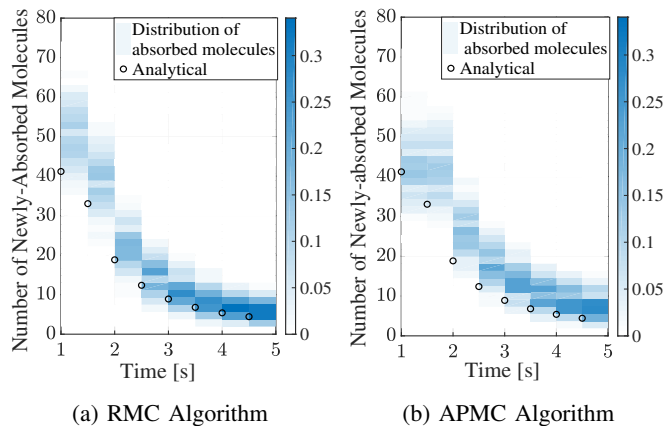 80
70
60
50
40
30
20
10
0
1 2 3 4 5
Number of Newly-Absorbed Molecules
Time [s]
Distribution of
absorbed molecules
Analytical
0.3
0.25
0.2
0.15
0.1
0.05
0
(a) RMC Algorithm
80
70
60
50
40
30
20
10
0
1 2 3 4 5
Number of Newly-absorbed Molecules
Time [s]
Distribution of
absorbed molecules
Analytical
0.3
0.25
0.2
0.15
0.1
0.05
0
(b) APMC Algorithm